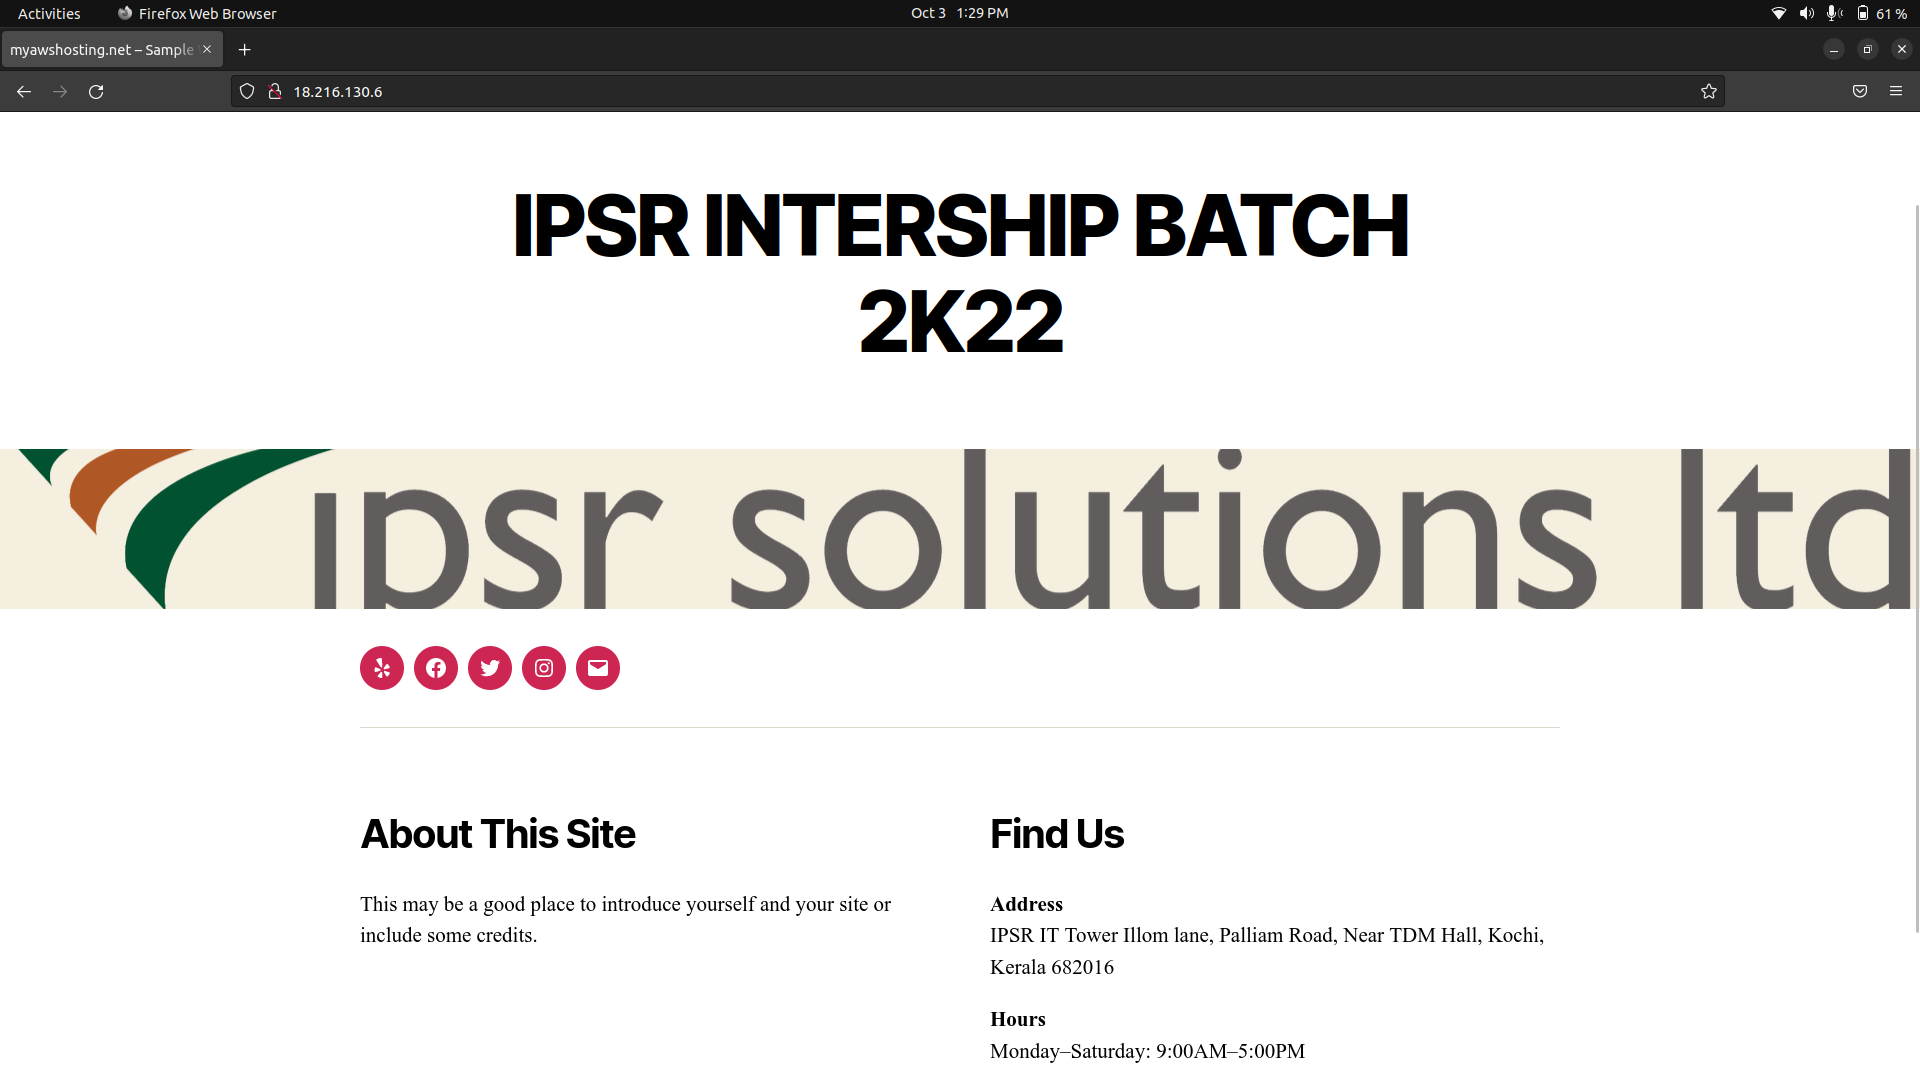 Activities
Firefox Web Browser
Oct 3 1:29 PM
61 %
myawshosting.net – Sample
18.216.130.6
IPSR INTERSHIP BATCH
2K22
ipsr solutions ltd
About This Site
This may be a good place to introduce yourself and your site or
include some credits.
Find Us
Address
IPSR IT Tower Illom lane, Palliam Road, Near TDM Hall, Kochi,
Kerala 682016
Hours
Monday–Saturday: 9:00AM–5:00PM